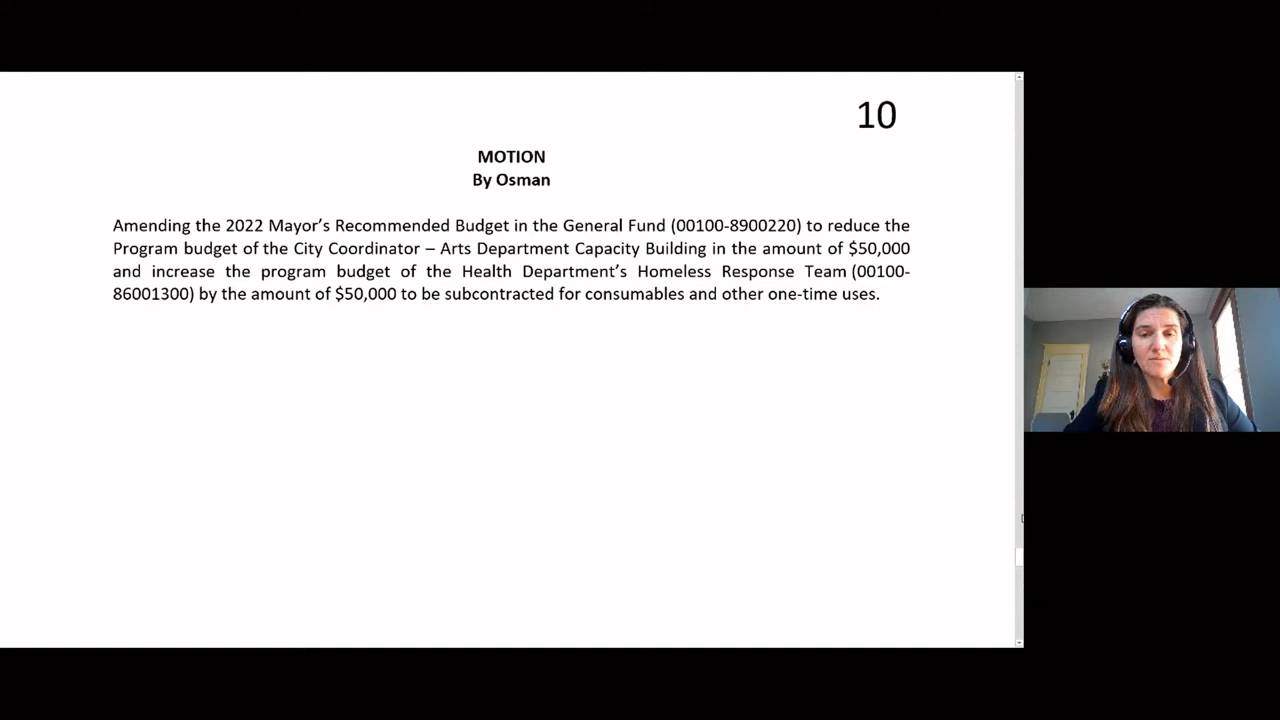 10
MOTION
By Osman
Amending the 2022 Mayor’s Recommended Budget in the General Fund (00100-8900220) to reduce the
Program budget of the City Coordinator – Arts Department Capacity Building in the amount of $50,000
and increase the program budget of the Health Department’s Homeless Response Team (00100-
86001300) by the amount of $50,000 to be subcontracted for consumables and other one-time uses.